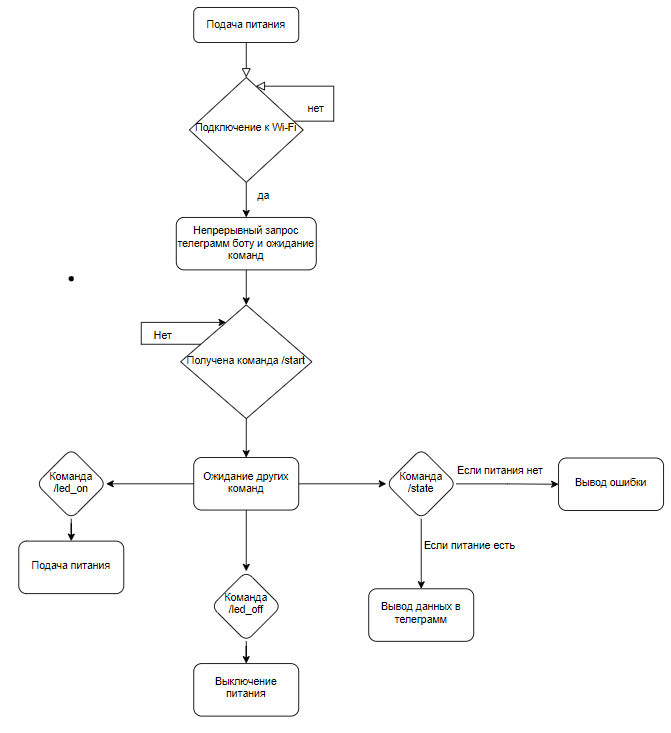 Подача питания
нет
Подключение к Wi-Fi
да
Непрерывный запрос
телеграмм боту и ожидание
команд
Нет
Получена команда /start
Команда
/led_on
Ожидание других
команд
Команда
/state
Если питания нет
Вывод ошибки
Если питание есть
Подача питания
Команда
/led_off
Вывод данных в
телеграмм
Выключение
питания